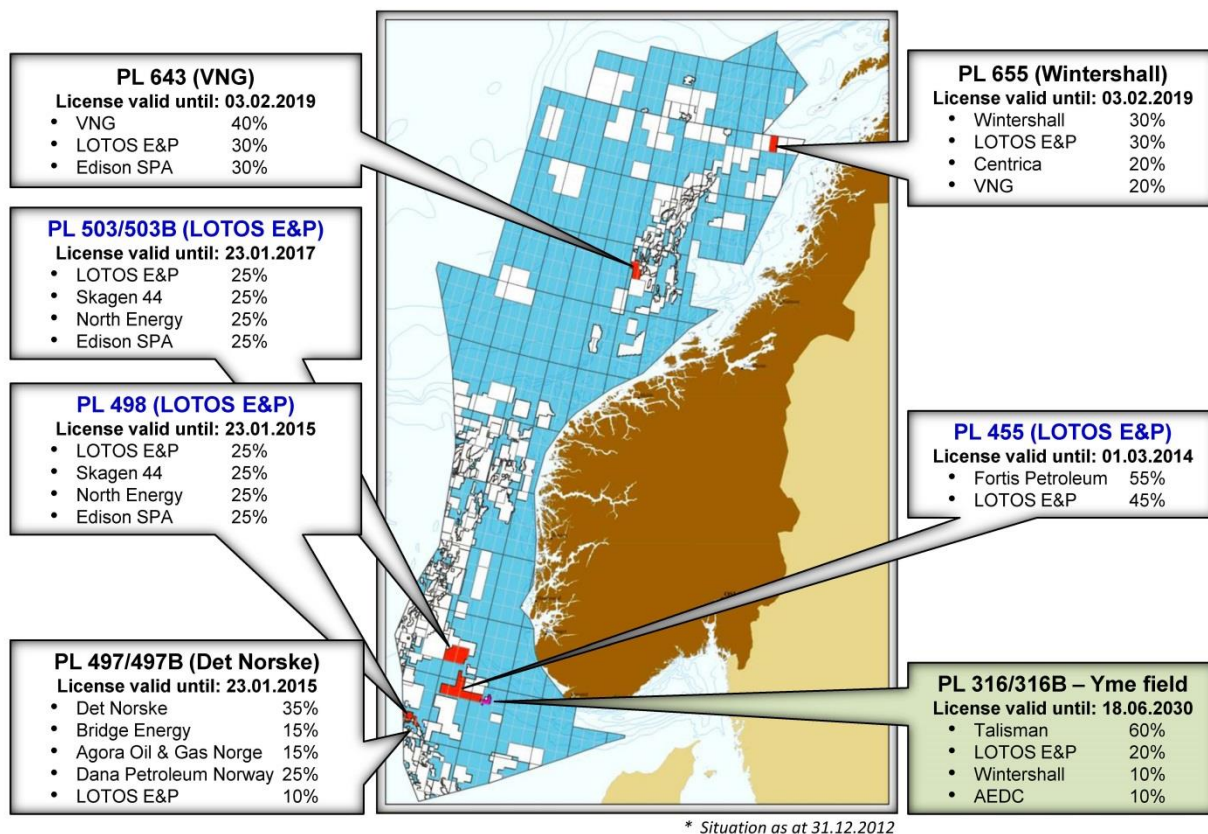 PL 643 (VNG)
License valid until: 03.02.2019
• VNG 40%
• LOTOS E&P 30%
• Edison SPA 30%
PL 503/503B (LOTOS E&P)
License valid until: 23.01.2017
• LOTOS E&P 25%
• Skagen 44 25%
• North Energy 25%
• Edison SPA 25%
PL 498 (LOTOS E&P)
License valid until: 23.01.2015
• LOTOS E&P 25%
• Skagen 44 25%
• North Energy 25%
• Edison SPA 25%
PL 497/497B (Det Norske)
License valid until: 23.01.2015
• Det Norske 35%
• Bridge Energy 15%
• Agora Oil & Gas Norge 15%
• Dana Petroleum Norway 25%
• LOTOS E&P 10%
PL 655 (Wintershall)
License valid until: 03.02.2019
• Wintershall 30%
• LOTOS E&P 30%
• Centrica 20%
• VNG 20%
PL 455 (LOTOS E&P)
License valid until: 01.03.2014
• Fortis Petroleum 55%
• LOTOS E&P 45%
PL 316/316B – Yme field
License valid until: 18.06.2030
• Talisman 60%
• LOTOS E&P 20%
• Wintershall 10%
• AEDC 10%
* Situation as at 31.12.2012